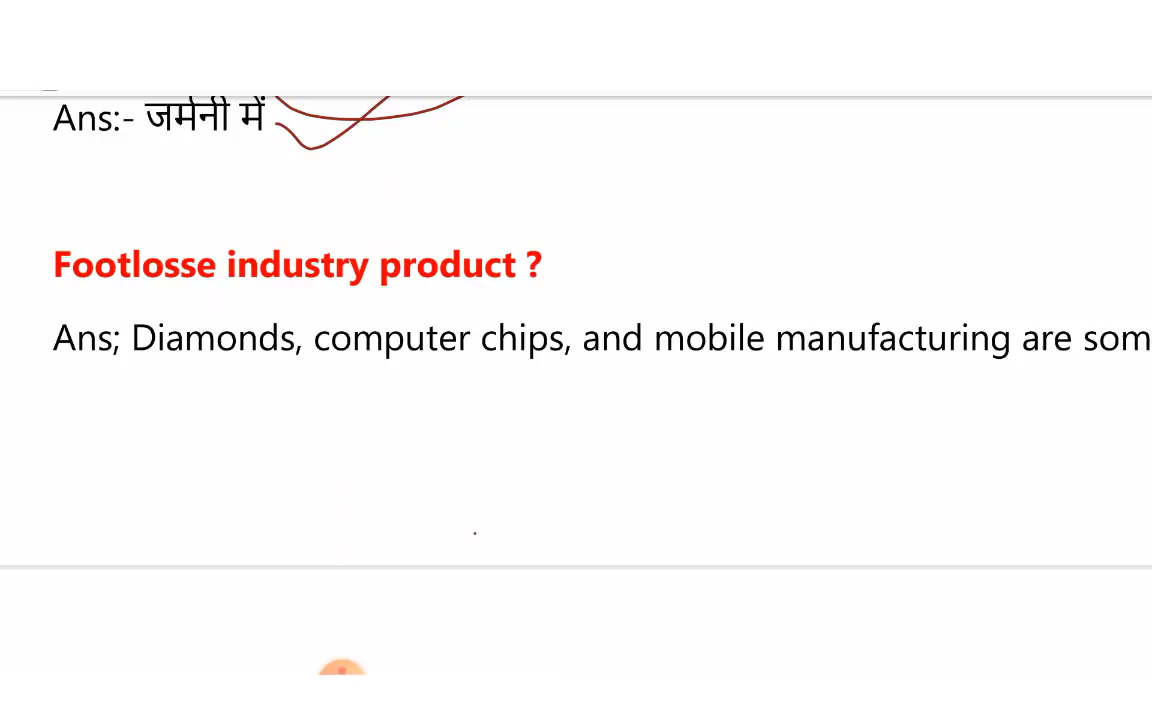 Ans:- जर्मनी में
Footlosse industry product ?
Ans; Diamonds, computer chips, and mobile manufacturing are som